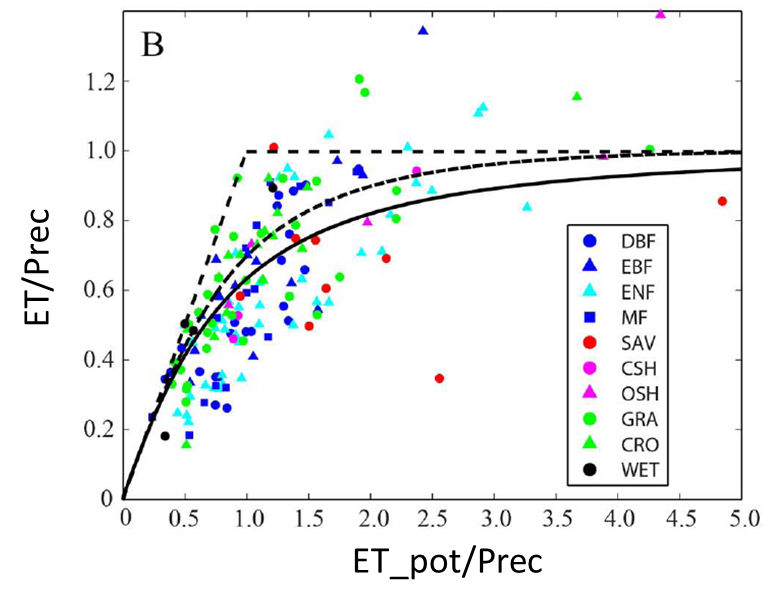 B
1.2
1.0
0.8
0.6
0.4
0.2
0
0 0.5 1.0 1.5 2.0 2.5 3.0 3.5 4.0 4.5 5.0
ET/Prec
ET_pot/Prec
DBF
EBF
ENF
MF
SAV
CSH
OSH
GRA
CRO
WET